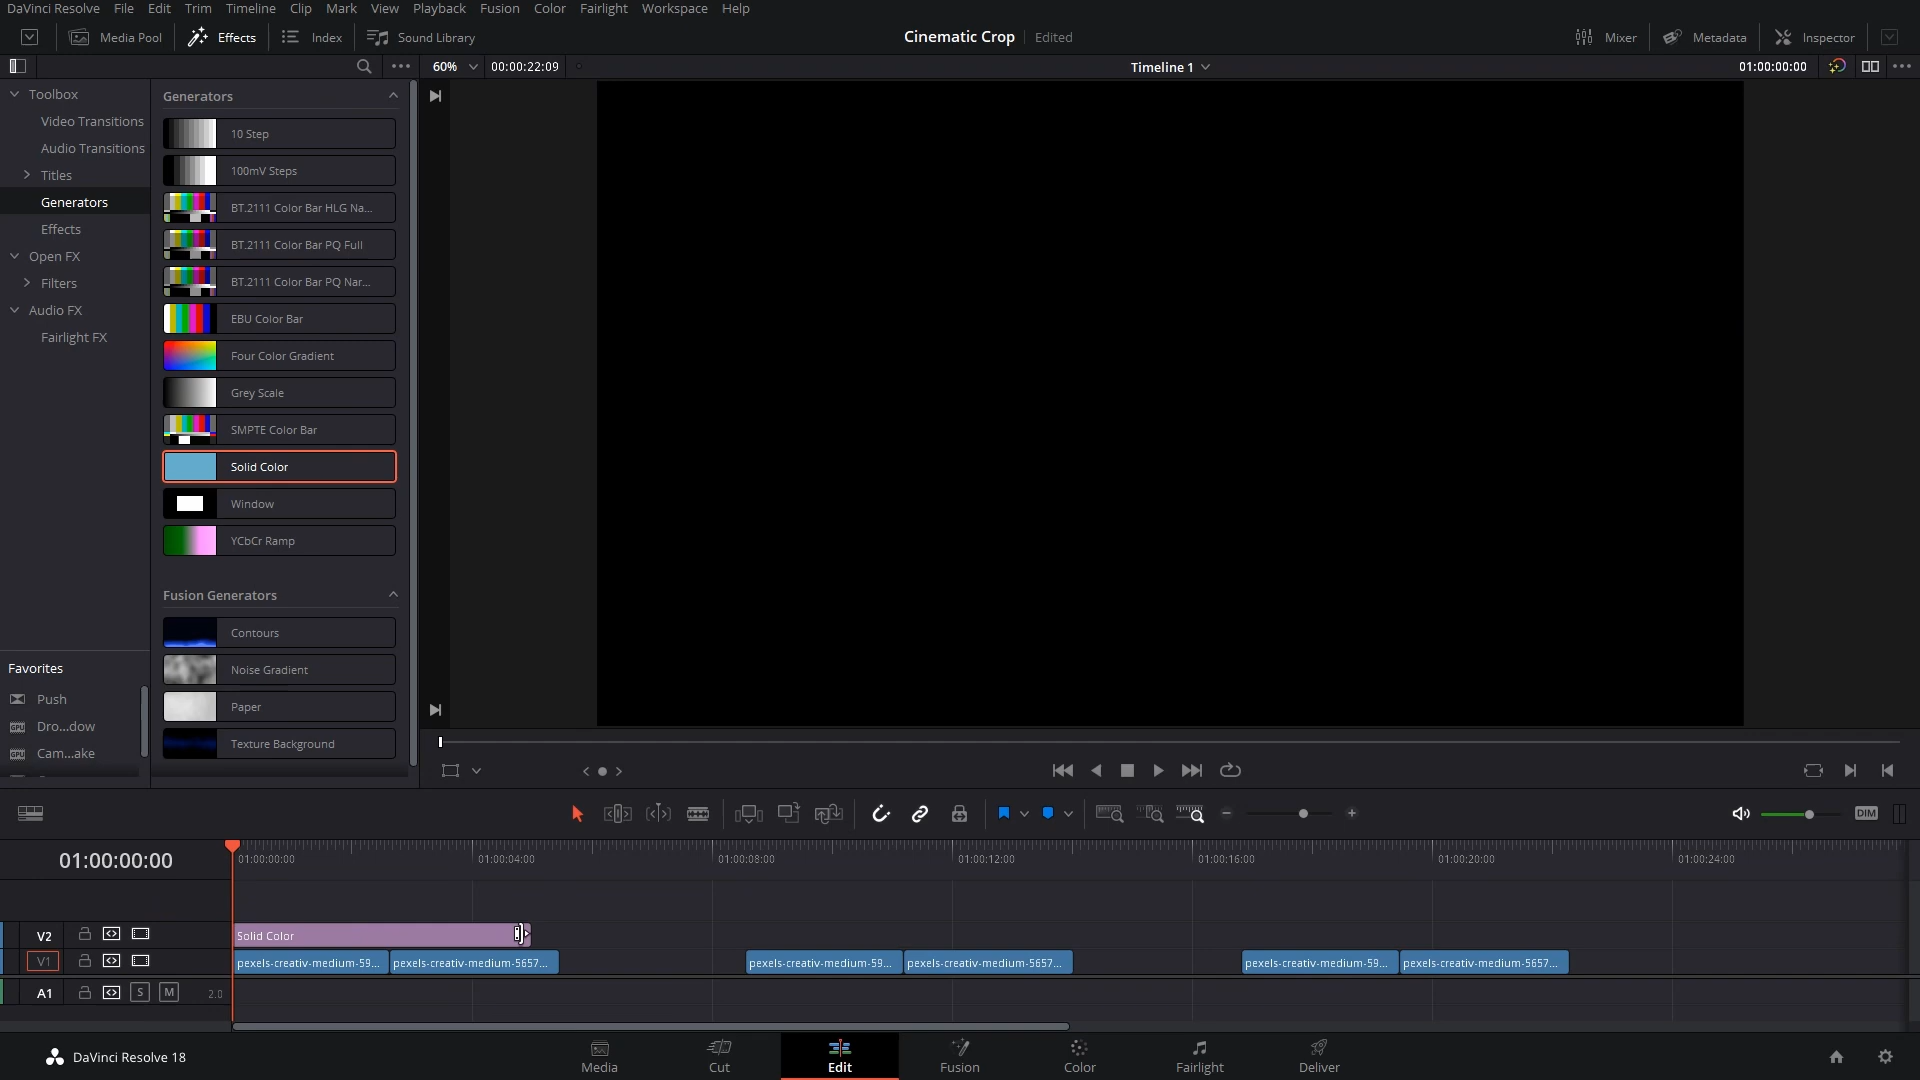 DaVinci Resolve File Edit Trim Timeline Clip Mark View Playback Fusion Color Fairlight Workspace Help
Media Pool Effects Index Sound Library Cinematic Crop Edited Mixer Metadata Inspector
60% 00:00:22:09 Timeline 1 01:00:00:00
Toolbox
Video Transitions
Audio Transitions
Titles
Generators
Effects
Open FX
Filters
Audio FX
Fairlight FX
Favorites
Push
Dro...dow
Cam...ake
Generators
10 Step
100mV Steps
BT.2111 Color Bar HLG Na...
BT.2111 Color Bar PQ Full
BT.2111 Color Bar PQ Nar...
EBU Color Bar
Four Color Gradient
Grey Scale
SMPTE Color Bar
Solid Color
Window
YCbCr Ramp
Fusion Generators
Contours
Noise Gradient
Paper
Texture Background
DIM
01:00:00:00 01:00:00:00 01:00:04:00 01:00:08:00 01:00:12:00 01:00:16:00 01:00:20:00 01:00:24:00
V2 Solid Color
V1 pexels-creativ-medium-59... pexels-creativ-medium-5657... pexels-creativ-medium-59... pexels-creativ-medium-5657... pexels-creativ-medium-59... pexels-creativ-medium-5657...
A1 S M 2.0
DaVinci Resolve 18 Media Cut Edit Fusion Color Fairlight Deliver